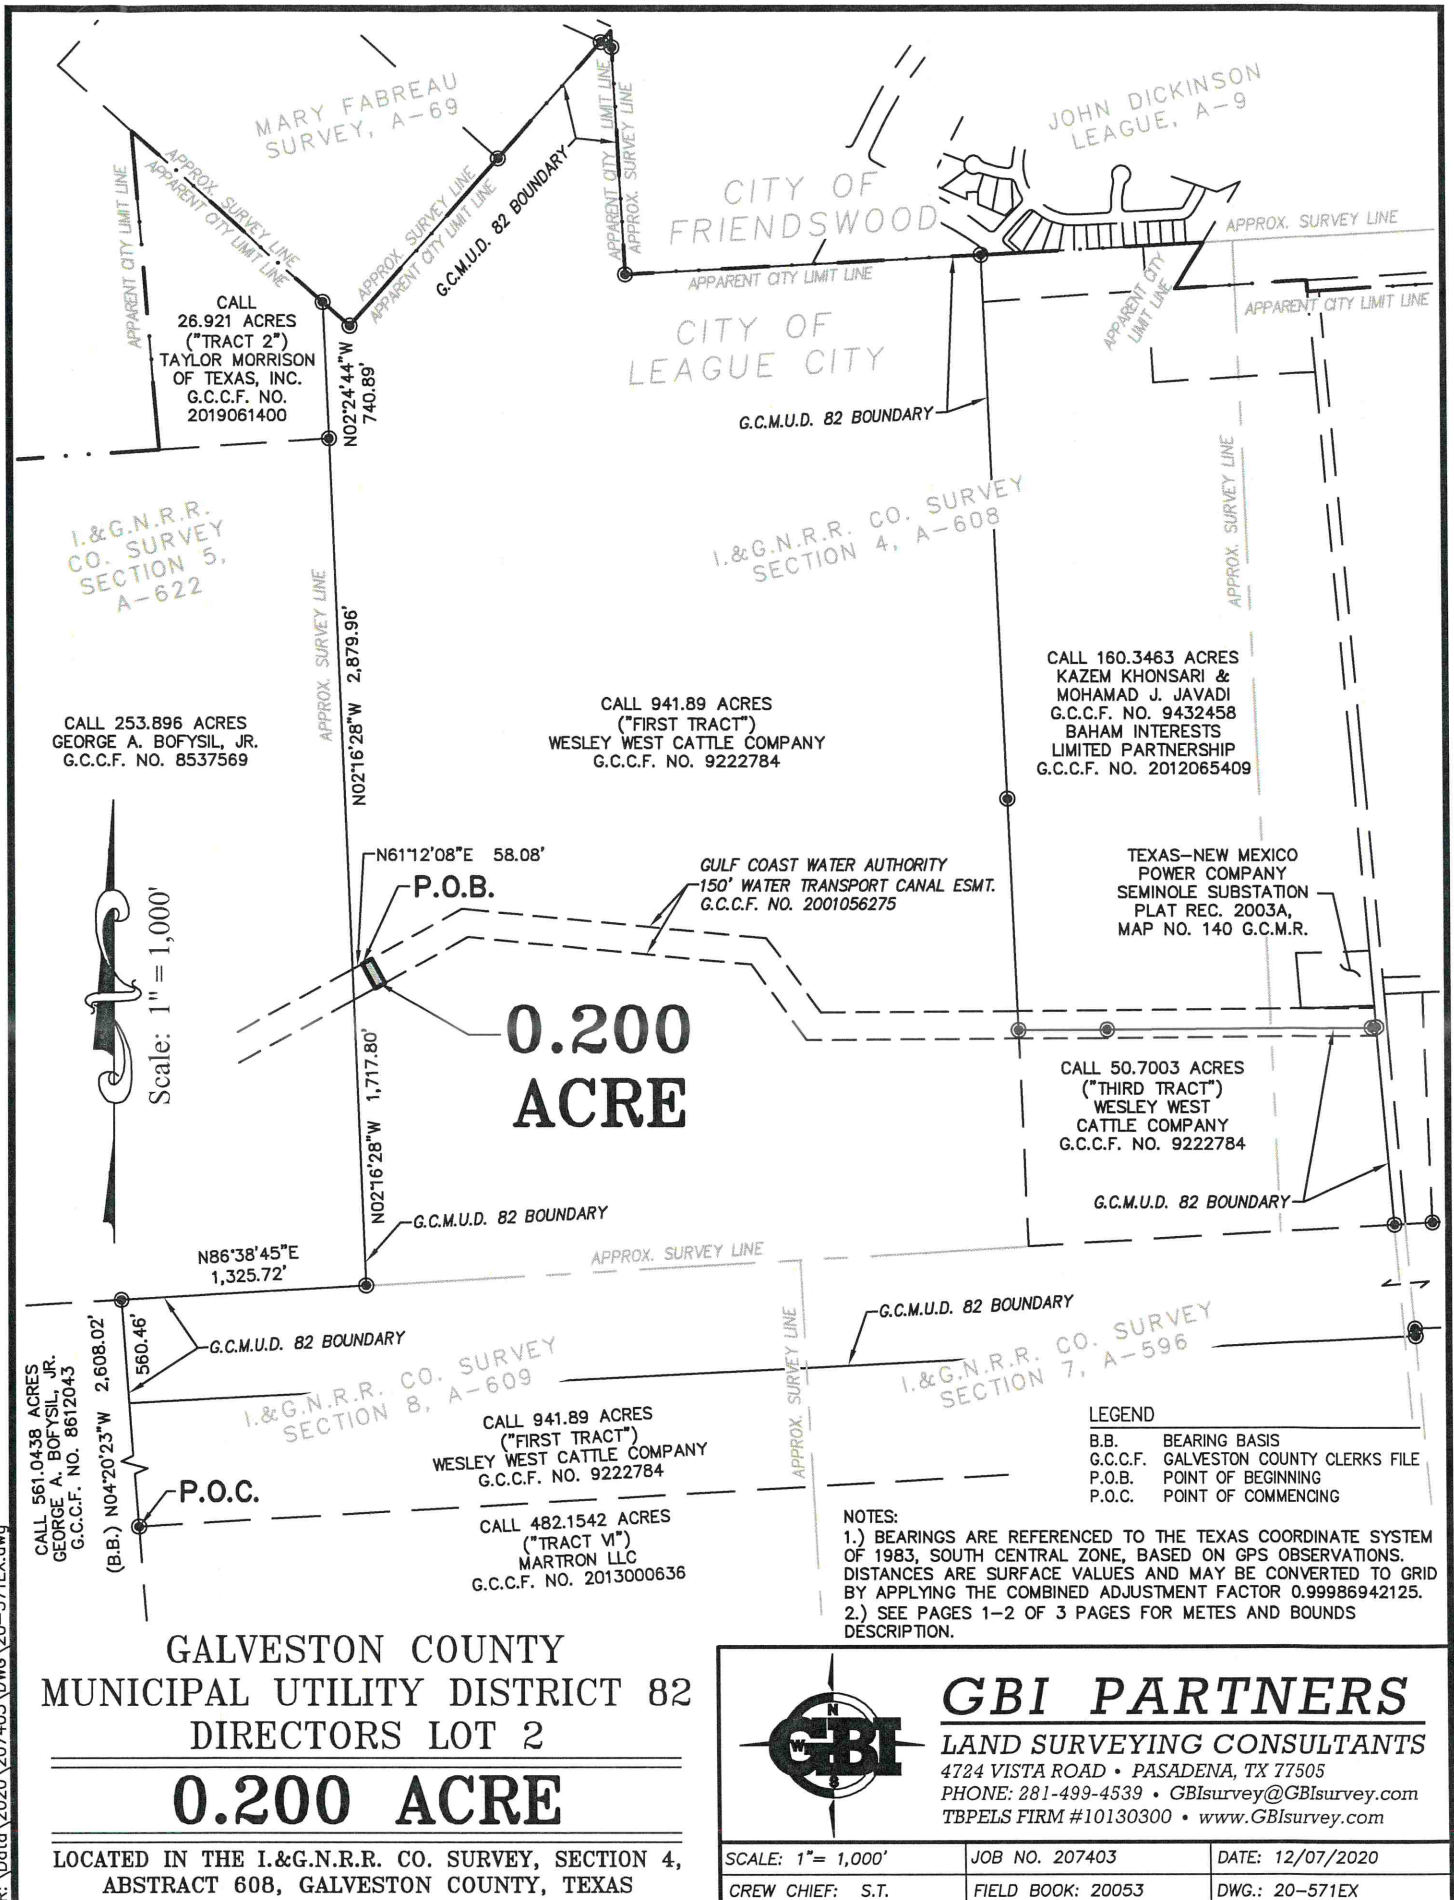 MARY FABREAU
SURVEY, A-69
JOHN DICKINSON
LEAGUE, A-9
APPROX. SURVEY LINE
APPARENT CITY LIMIT LINE
APPARENT CITY LIMIT LINE
APPROX. SURVEY LINE
APPARENT CITY LIMIT LINE
G.C.M.U.D. 82 BOUNDARY
APPARENT CITY LIMIT LINE
APPROX. SURVEY LINE
CITY OF
FRIENDSWOOD
APPROX. SURVEY LINE
APPARENT CITY LIMIT LINE
APPARENT CITY
LIMIT LINE
APPARENT CITY LIMIT LINE
CITY OF
LEAGUE CITY
CALL
26.921 ACRES
("TRACT 2")
TAYLOR MORRISON
OF TEXAS, INC.
G.C.C.F. NO.
2019061400
N02°24'44"W
740.89'
G.C.M.U.D. 82 BOUNDARY
I.&G.N.R.R.
CO. SURVEY
SECTION 5,
A-622
APPROX. SURVEY LINE
N02°16'28"W 2,879.96'
I.&G.N.R.R. CO. SURVEY
SECTION 4, A-608
APPROX. SURVEY LINE
CALL 253.896 ACRES
GEORGE A. BOFYSIL, JR.
G.C.C.F. NO. 8537569
CALL 941.89 ACRES
("FIRST TRACT")
WESLEY WEST CATTLE COMPANY
G.C.C.F. NO. 9222784
CALL 160.3463 ACRES
KAZEM KHONSARI &
MOHAMAD J. JAVADI
G.C.C.F. NO. 9432458
BAHAM INTERESTS
LIMITED PARTNERSHIP
G.C.C.F. NO. 2012065409
Scale: 1" = 1,000'
N61°12'08"E 58.08'
P.O.B.
GULF COAST WATER AUTHORITY
150' WATER TRANSPORT CANAL ESMT.
G.C.C.F. NO. 2001056275
TEXAS-NEW MEXICO
POWER COMPANY
SEMINOLE SUBSTATION
PLAT REC. 2003A,
MAP NO. 140 G.C.M.R.
0.200
ACRE
N02°16'28"W 1,717.80'
CALL 50.7003 ACRES
("THIRD TRACT")
WESLEY WEST
CATTLE COMPANY
G.C.C.F. NO. 9222784
G.C.M.U.D. 82 BOUNDARY
G.C.M.U.D. 82 BOUNDARY
N86°38'45"E
1,325.72'
APPROX. SURVEY LINE
G.C.M.U.D. 82 BOUNDARY
G.C.M.U.D. 82 BOUNDARY
APPROX. SURVEY LINE
CALL 561.0438 ACRES
GEORGE A. BOFYSIL, JR.
G.C.C.F. NO. 8612043
(B.B.) N04°20'23"W 2,608.02'
560.46'
I.&G.N.R.R. CO. SURVEY
SECTION 8, A-609
I.&G.N.R.R. CO. SURVEY
SECTION 7, A-596
CALL 941.89 ACRES
("FIRST TRACT")
WESLEY WEST CATTLE COMPANY
G.C.C.F. NO. 9222784
P.O.C.
CALL 482.1542 ACRES
("TRACT VI")
MARTRON LLC
G.C.C.F. NO. 2013000636
LEGEND
B.B. BEARING BASIS
G.C.C.F. GALVESTON COUNTY CLERKS FILE
P.O.B. POINT OF BEGINNING
P.O.C. POINT OF COMMENCING
NOTES:
1.) BEARINGS ARE REFERENCED TO THE TEXAS COORDINATE SYSTEM
OF 1983, SOUTH CENTRAL ZONE, BASED ON GPS OBSERVATIONS.
DISTANCES ARE SURFACE VALUES AND MAY BE CONVERTED TO GRID
BY APPLYING THE COMBINED ADJUSTMENT FACTOR 0.99986942125.
2.) SEE PAGES 1-2 OF 3 PAGES FOR METES AND BOUNDS
DESCRIPTION.
GALVESTON COUNTY
MUNICIPAL UTILITY DISTRICT 82
DIRECTORS LOT 2
0.200 ACRE
LOCATED IN THE I.&G.N.R.R. CO. SURVEY, SECTION 4,
ABSTRACT 608, GALVESTON COUNTY, TEXAS
N
W
GBI
S
GBI PARTNERS
LAND SURVEYING CONSULTANTS
4724 VISTA ROAD • PASADENA, TX 77505
PHONE: 281-499-4539 • GBIsurvey@GBIsurvey.com
TBPELS FIRM #10130300 • www.GBIsurvey.com
SCALE: 1"= 1,000'
JOB NO. 207403
DATE: 12/07/2020
CREW CHIEF: S.T.
FIELD BOOK: 20053
DWG.: 20-571EX